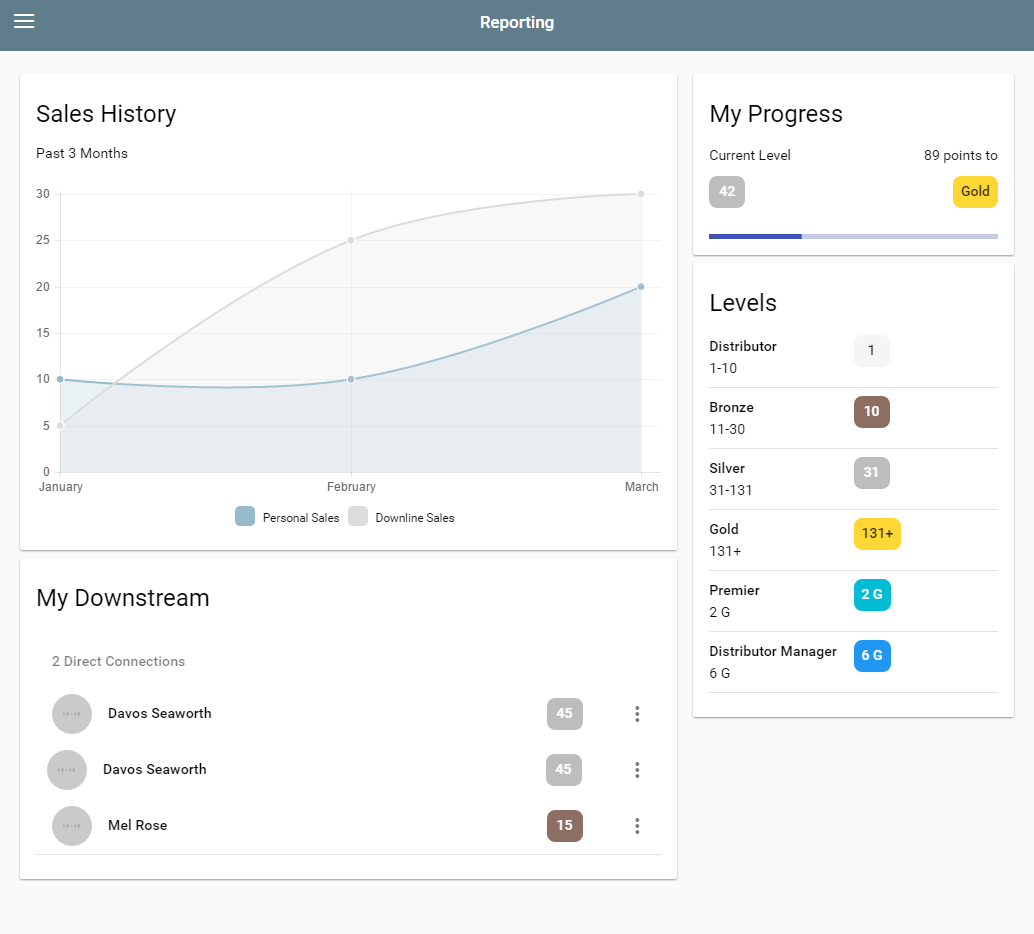 Reporting
Sales History
Past 3 Months
30
25
20
15
10
5
0
January February March
Personal Sales Downline Sales
My Downstream
2 Direct Connections
Davos Seaworth 45
Davos Seaworth 45
Mel Rose 15
My Progress
Current Level 89 points to
42 Gold
Levels
Distributor 1
1-10
Bronze 10
11-30
Silver 31
31-131
Gold 131+
131+
Premier 2 G
2 G
Distributor Manager 6 G
6 G